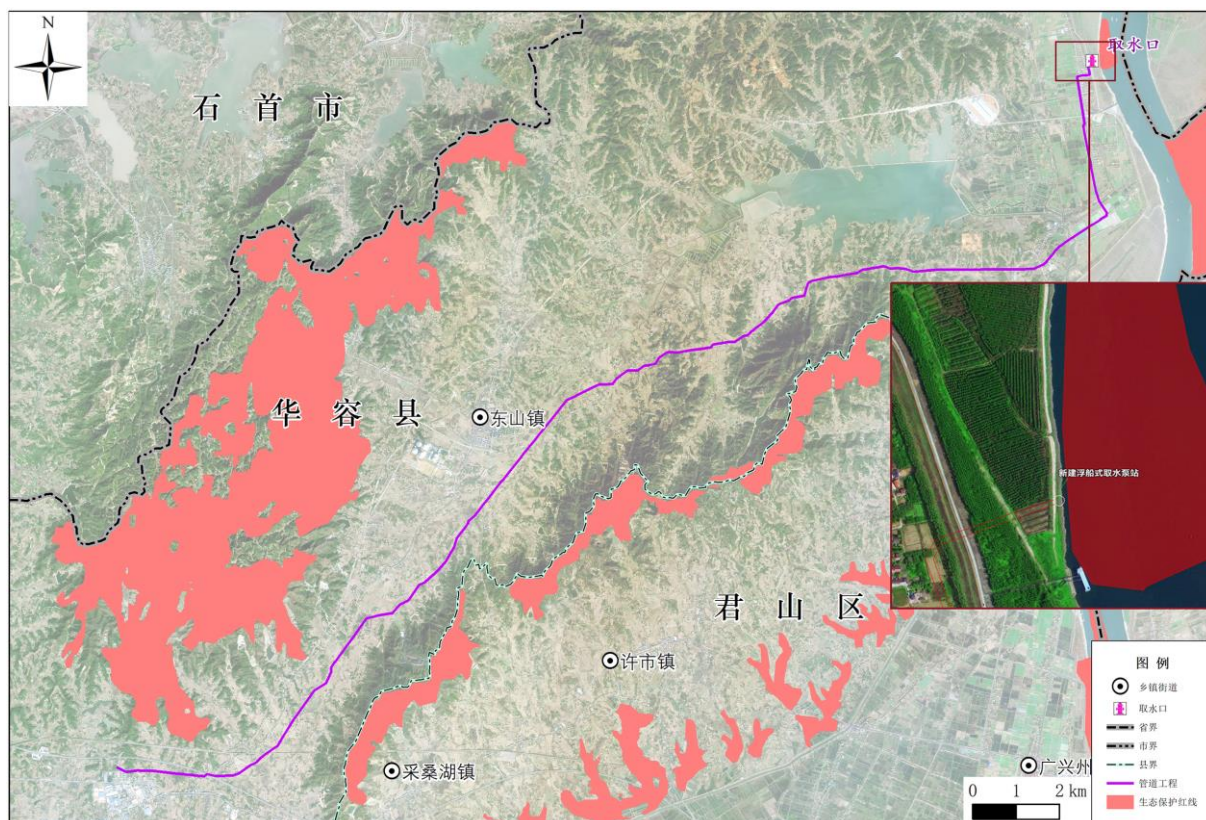 N
取水口
石首市
华容县
东山镇
新建浮船式取水泵站
君山区
许市镇
采桑湖镇
广兴州
0 1 2 km
图 例
乡镇街道
取水口
省界
市界
县界
管道工程
生态保护红线